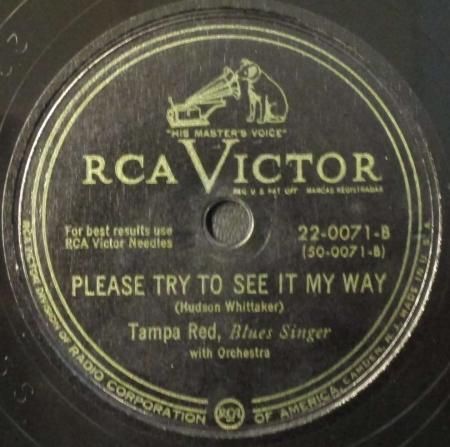 "HIS MASTER'S VOICE"
RCA VICTOR
REG. U S PAT OFF MARCAS REGISTRADAS
For best results use
RCA Victor Needles
22-0071-B
(50-0071-B)
PLEASE TRY TO SEE IT MY WAY
(Hudson Whittaker)
Tampa Red, Blues Singer
with Orchestra
RCA VICTOR DIVISION OF RADIO CORPORATION RCA OF AMERICA, CAMDEN, N. J. MADE IN U. S. A.